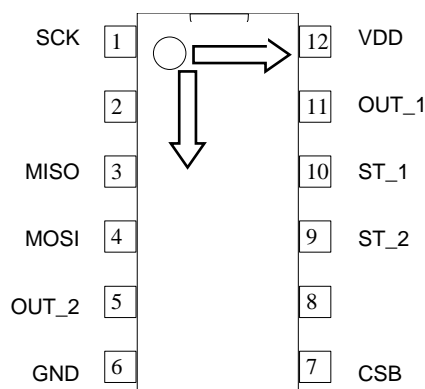 SCK 1 12 VDD
2 11 OUT_1
MISO 3 10 ST_1
MOSI 4 9 ST_2
OUT_2 5 8
GND 6 7 CSB